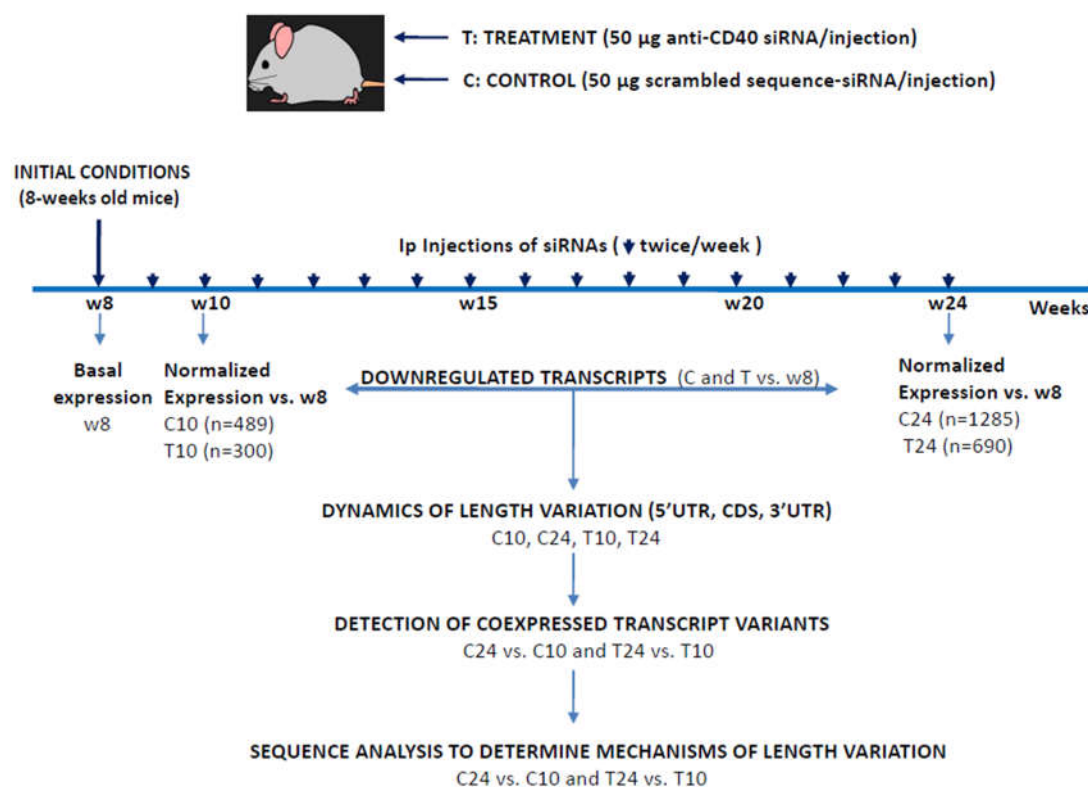 T: TREATMENT (50 µg anti-CD40 siRNA/injection)
C: CONTROL (50 µg scrambled sequence-siRNA/injection)
INITIAL CONDITIONS
(8-weeks old mice)
Ip Injections of siRNAs ( twice/week )
w8 w10 w15 w20 w24 Weeks
Basal
expression
w8
Normalized
Expression vs. w8
C10 (n=489)
T10 (n=300)
DOWNREGULATED TRANSCRIPTS (C and T vs. w8)
Normalized
Expression vs. w8
C24 (n=1285)
T24 (n=690)
DYNAMICS OF LENGTH VARIATION (5’UTR, CDS, 3’UTR)
C10, C24, T10, T24
DETECTION OF COEXPRESSED TRANSCRIPT VARIANTS
C24 vs. C10 and T24 vs. T10
SEQUENCE ANALYSIS TO DETERMINE MECHANISMS OF LENGTH VARIATION
C24 vs. C10 and T24 vs. T10